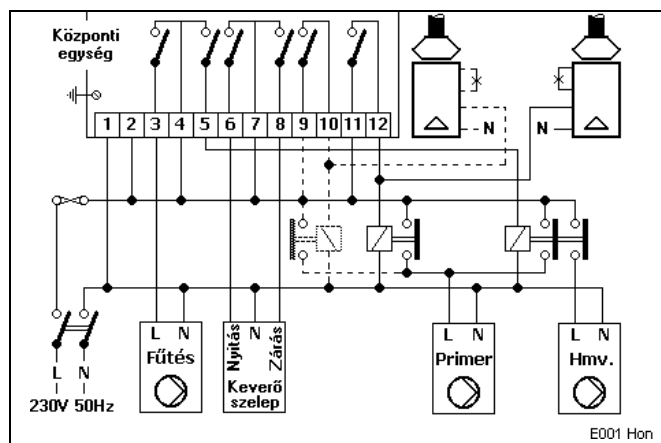 Központi
egység
1 2 3 4 5 6 7 8 9 10 11 12
N N
L N
Fűtés
Nyitás
N
Zárás
Keverő
szelep
L N
Primer
L N
Hmv.
L N
230V 50Hz
E001 Hon